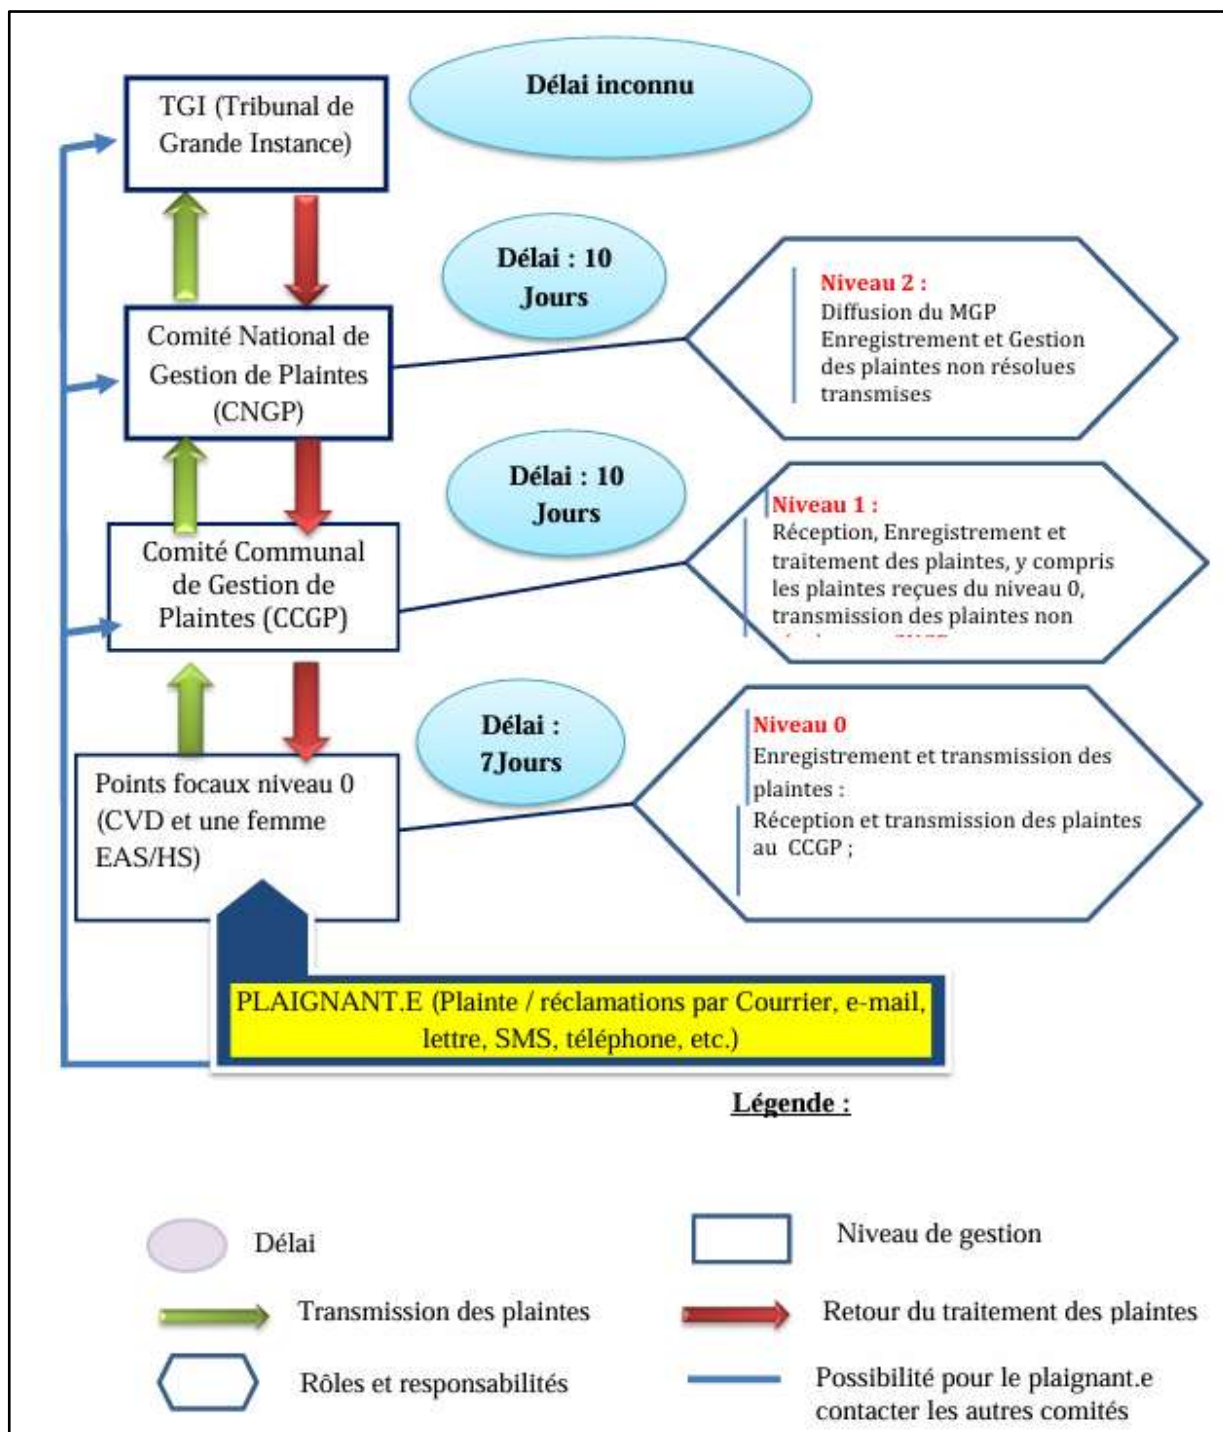 TGI (Tribunal de
Grande Instance)
Délai inconnu
Comité National de
Gestion de Plaintes
(CNGP)
Délai : 10
Jours
Niveau 2 :
Diffusion du MGP
Enregistrement et Gestion
des plaintes non résolues
transmises
Comité Communal
de Gestion de
Plaintes (CCGP)
Délai : 10
Jours
Niveau 1 :
Réception, Enregistrement et
traitement des plaintes, y compris
les plaintes reçues du niveau 0,
transmission des plaintes non
Points focaux niveau 0
(CVD et une femme
EAS/HS)
Délai :
7Jours
Niveau 0
Enregistrement et transmission des
plaintes :
Réception et transmission des plaintes
au CCGP ;
PLAIGNANT.E (Plainte / réclamations par Courrier, e-mail,
lettre, SMS, téléphone, etc.)
Légende :
Délai
Niveau de gestion
Transmission des plaintes
Retour du traitement des plaintes
Rôles et responsabilités
Possibilité pour le plaignant.e
contacter les autres comités